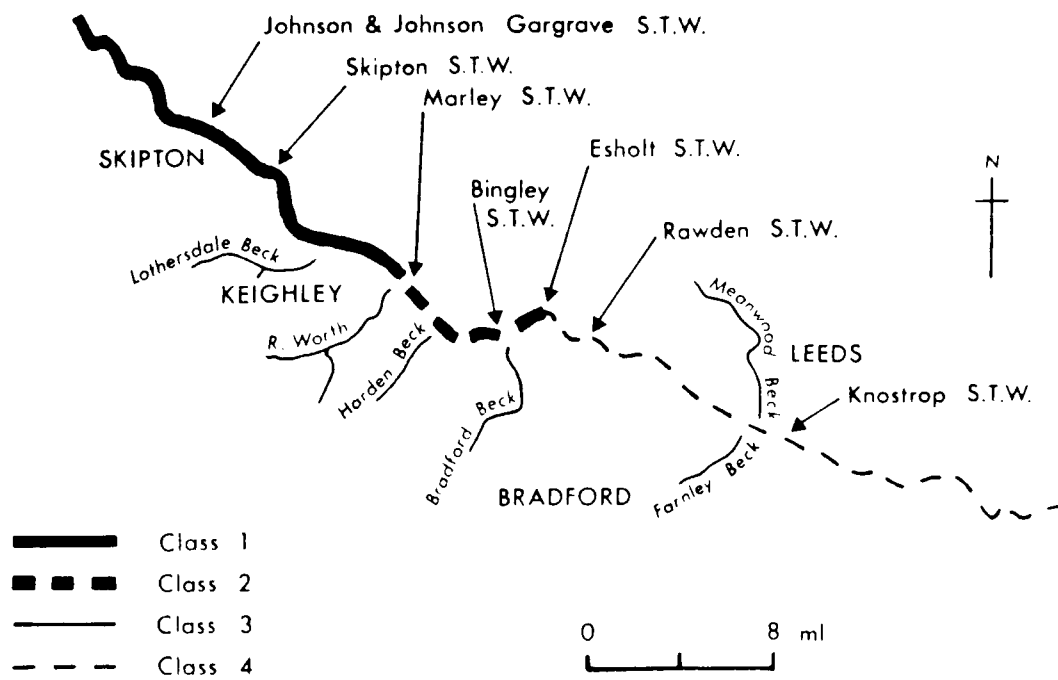 Johnson & Johnson Gargrave S.T.W.
Skipton S.T.W.
Marley S.T.W.
Esholt S.T.W.
SKIPTON
Bingley
S.T.W.
N
Rawden S.T.W.
Lothersdale Beck
KEIGHLEY
R. Worth
Harden Beck
Bradford Beck
Meanwood Beck
LEEDS
Knostrop S.T.W.
Farnley Beck
BRADFORD
Class 1
Class 2
Class 3
Class 4
0 8 ml